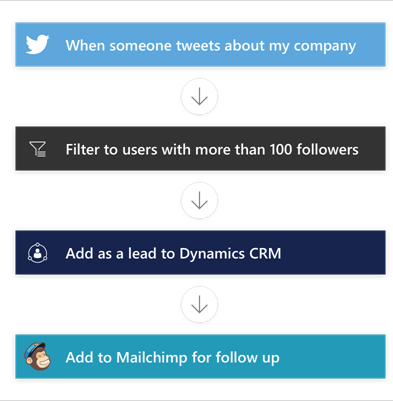 When someone tweets about my company
Filter to users with more than 100 followers
Add as a lead to Dynamics CRM
Add to Mailchimp for follow up